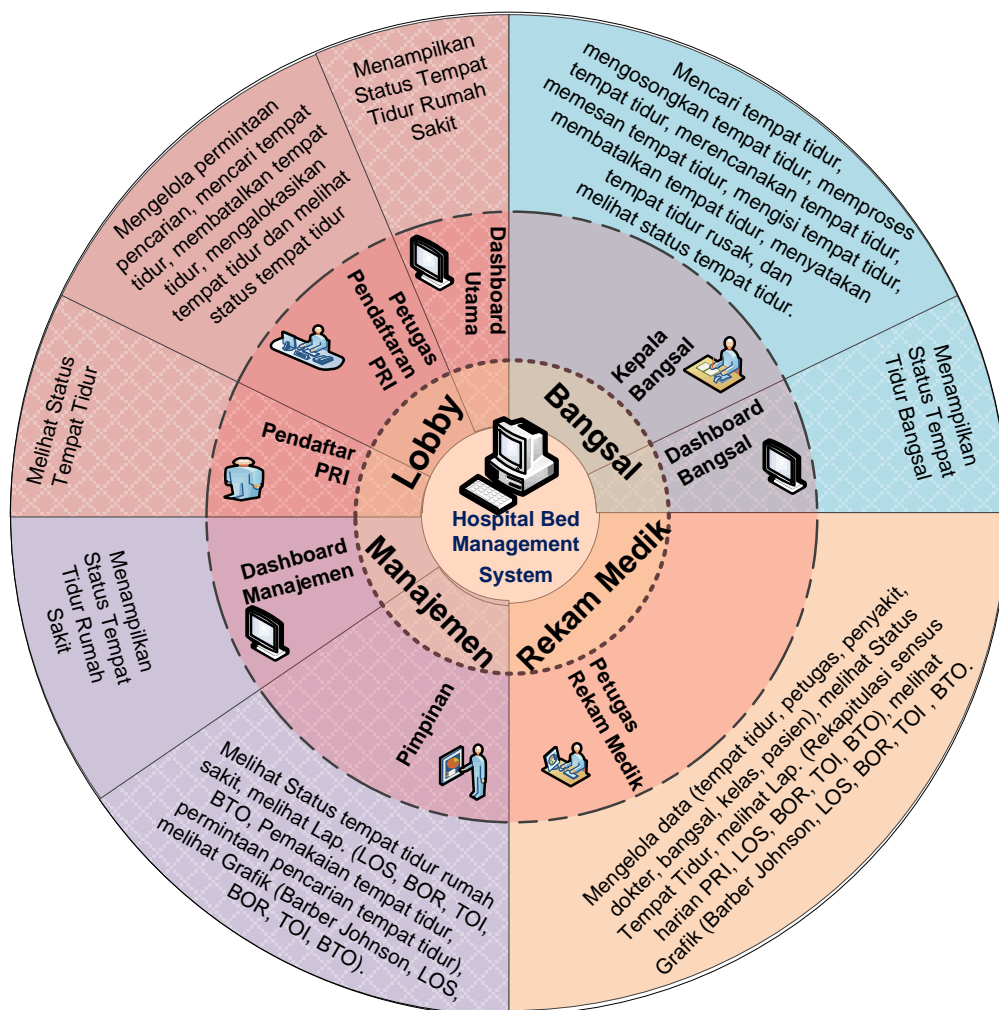 Hospital Bed
Management
System
Lobby
Bangsal
Rekam Medik
Manajemen
Dashboard
Utama
Menampilkan
Status Tempat
Tidur Rumah
Sakit
Kepala
Bangsal
Mencari tempat tidur,
mengosongkan tempat tidur, memproses
tempat tidur, merencanakan tempat tidur,
memesan tempat tidur, mengisi tempat tidur,
membatalkan tempat tidur, menyatakan
tempat tidur rusak, dan
melihat status tempat tidur.
Dashboard
Bangsal
Menampilkan
Status Tempat
Tidur Bangsal
Petugas
Rekam Medik
Mengelola data (tempat tidur, petugas, penyakit,
dokter, bangsal, kelas, pasien), melihat Status
Tempat Tidur, melihat Lap. (Rekapitulasi sensus
harian PRI, LOS, BOR, TOI, BTO), melihat
Grafik (Barber Johnson, LOS, BOR, TOI , BTO.
Pimpinan
Melihat Status tempat tidur rumah
sakit, melihat Lap. (LOS, BOR, TOI,
BTO, Pemakaian tempat tidur,
permintaan pencarian tempat tidur),
melihat Grafik (Barber Johnson, LOS,
BOR, TOI, BTO).
Dashboard
Manajemen
Menampilkan
Status Tempat
Tidur Rumah
Sakit
Pendaftar
PRI
Melihat Status
Tempat Tidur
Petugas
Pendaftaran
PRI
Mengelola permintaan
pencarian, mencari tempat
tidur, membatalkan tempat
tidur, mengalokasikan
tempat tidur dan melihat
status tempat tidur